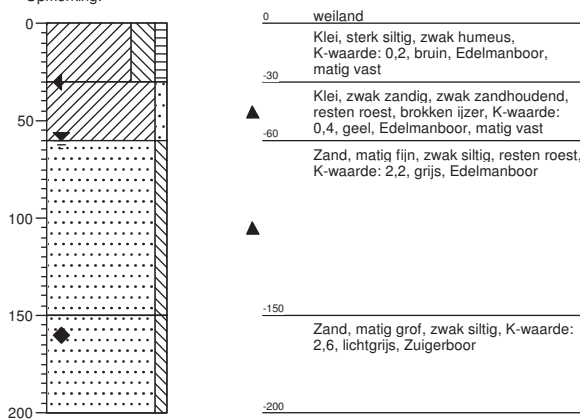 Opmerking:
0
50
100
150
200
0 weiland
Klei, sterk siltig, zwak humeus,
K-waarde: 0,2, bruin, Edelmanboor,
matig vast
-30
Klei, zwak zandig, zwak zandhoudend,
resten roest, brokken ijzer, K-waarde:
0,4, geel, Edelmanboor, matig vast
-60
Zand, matig fijn, zwak siltig, resten roest,
K-waarde: 2,2, grijs, Edelmanboor
-150
Zand, matig grof, zwak siltig, K-waarde:
2,6, lichtgrijs, Zuigerboor
-200